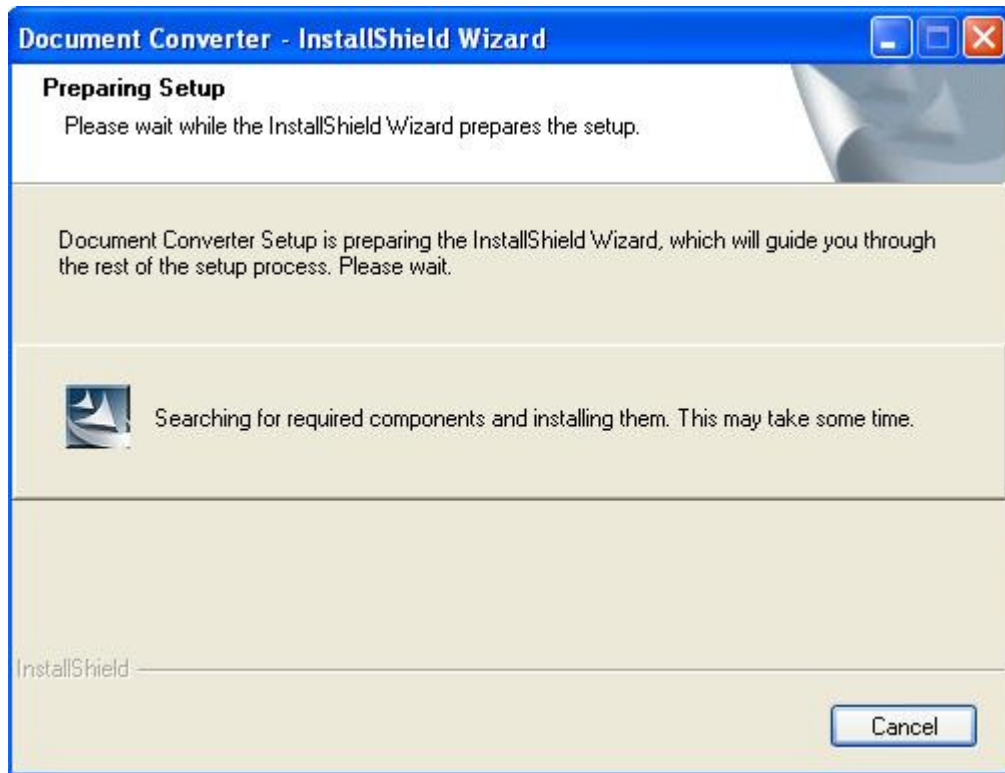 Document Converter - InstallShield Wizard
Preparing Setup
Please wait while the InstallShield Wizard prepares the setup.
Document Converter Setup is preparing the InstallShield Wizard, which will guide you through
the rest of the setup process. Please wait.
Searching for required components and installing them. This may take some time.
InstallShield
Cancel